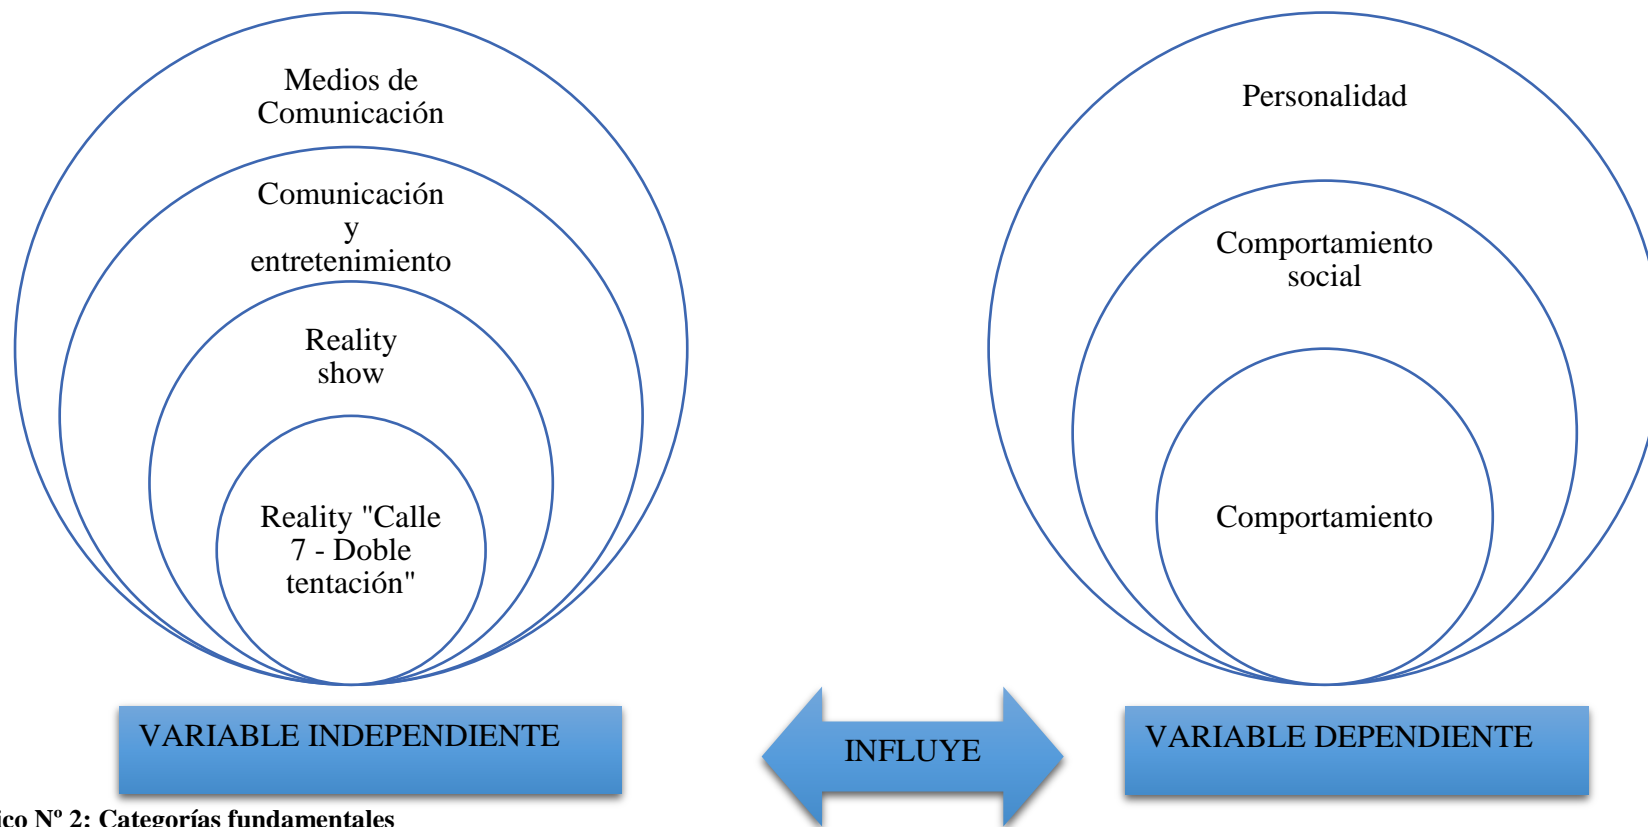 Medios de
Comunicación
Comunicación
y
entretenimiento
Reality
show
Reality "Calle
7 - Doble
tentación"
Personalidad
Comportamiento
social
Comportamiento
VARIABLE INDEPENDIENTE
INFLUYE
VARIABLE DEPENDIENTE
ico Nº 2: Categorías fundamentales